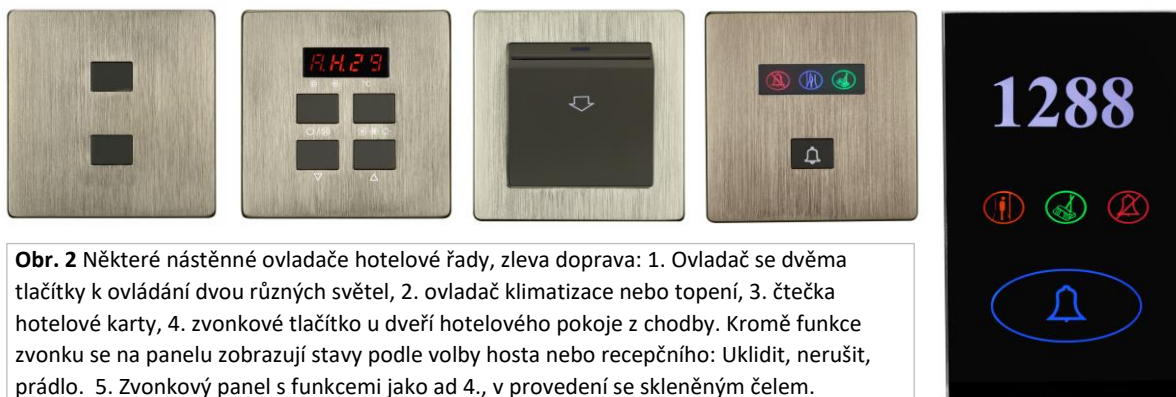 A.H.29
°C
1288
Obr. 2 Některé nástěnné ovladače hotelové řady, zleva doprava: 1. Ovladač se dvěma
tlačítky k ovládání dvou různých světel, 2. ovladač klimatizace nebo topení, 3. čtečka
hotelové karty, 4. zvonkové tlačítko u dveří hotelového pokoje z chodby. Kromě funkce
zvonku se na panelu zobrazují stavy podle volby hosta nebo recepčního: Uklidit, nerušit,
prádlo. 5. Zvonkový panel s funkcemi jako ad 4., v provedení se skleněným čelem.